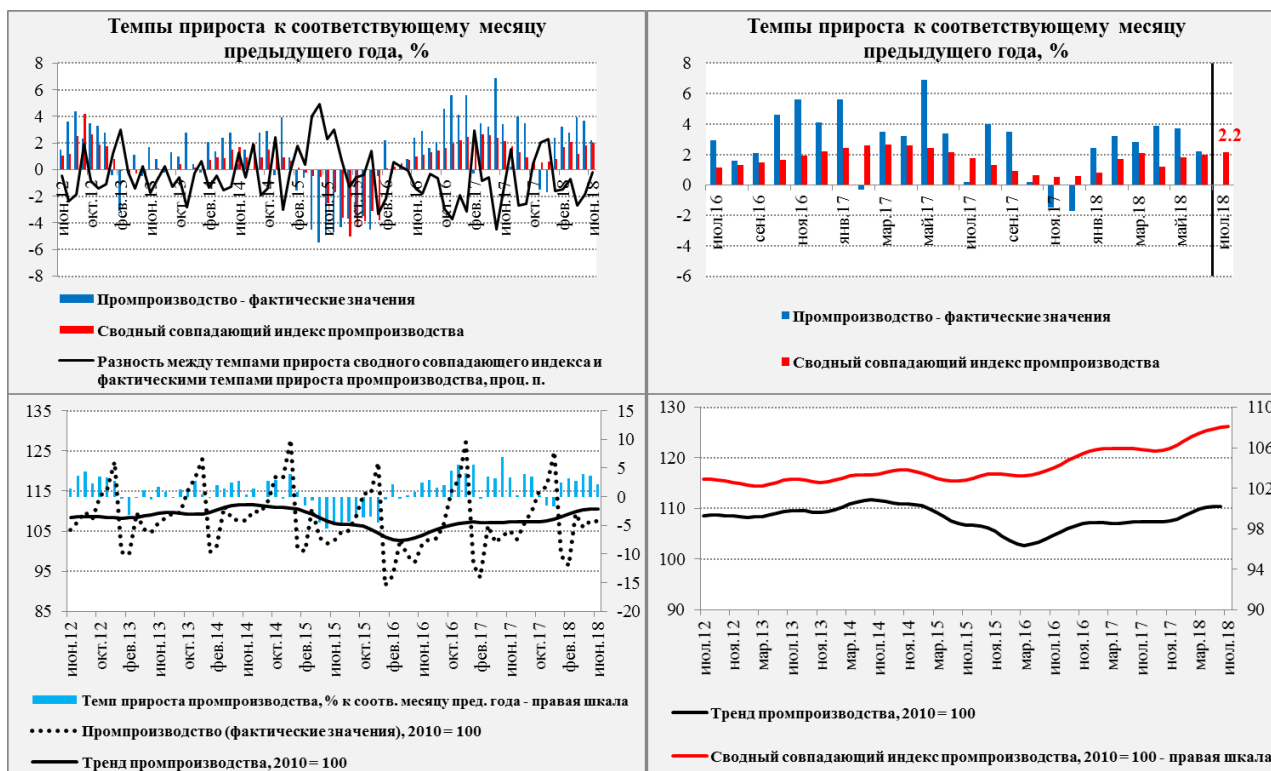 Темпы прироста к соответствующему месяцу
предыдущего года, %
8
6
4
2
0
-2
-4
-6
-8
июн.12
окт.12
фев.13
июн.13
окт.13
фев.14
июн.14
окт.14
фев.15
июн.15
окт.15
фев.16
июн.16
окт.16
фев.17
июн.17
окт.17
фев.18
июн.18
Промпроизводство - фактические значения
Сводный совпадающий индекс промпроизводства
Разность между темпами прироста сводного совпадающего индекса и
фактическими темпами прироста промпроизводства, проц. п.
Темпы прироста к соответствующему месяцу
предыдущего года, %
8
6
4
2
0
-2
-4
-6
2.2
июл.16
сен.16
ноя.16
янв.17
мар.17
май.17
июл.17
сен.17
ноя.17
янв.18
мар.18
май.18
июл.18
Промпроизводство - фактические значения
Сводный совпадающий индекс промпроизводства
135
125
115
105
95
85
15
10
5
0
-5
-10
-15
-20
июн.12
окт.12
фев.13
июн.13
окт.13
фев.14
июн.14
окт.14
фев.15
июн.15
окт.15
фев.16
июн.16
окт.16
фев.17
июн.17
окт.17
фев.18
июн.18
Темп прироста промпроизводства, % к соотв. месяцу пред. года - правая шкала
Промпроизводство (фактические значения), 2010 = 100
Тренд промпроизводства, 2010 = 100
130
120
110
100
90
110
106
102
98
94
90
июл.12
ноя.12
мар.13
июл.13
ноя.13
мар.14
июл.14
ноя.14
мар.15
июл.15
ноя.15
мар.16
июл.16
ноя.16
мар.17
июл.17
ноя.17
мар.18
июл.18
Тренд промпроизводства, 2010 = 100
Сводный совпадающий индекс промпроизводства, 2010 = 100 - правая шкала